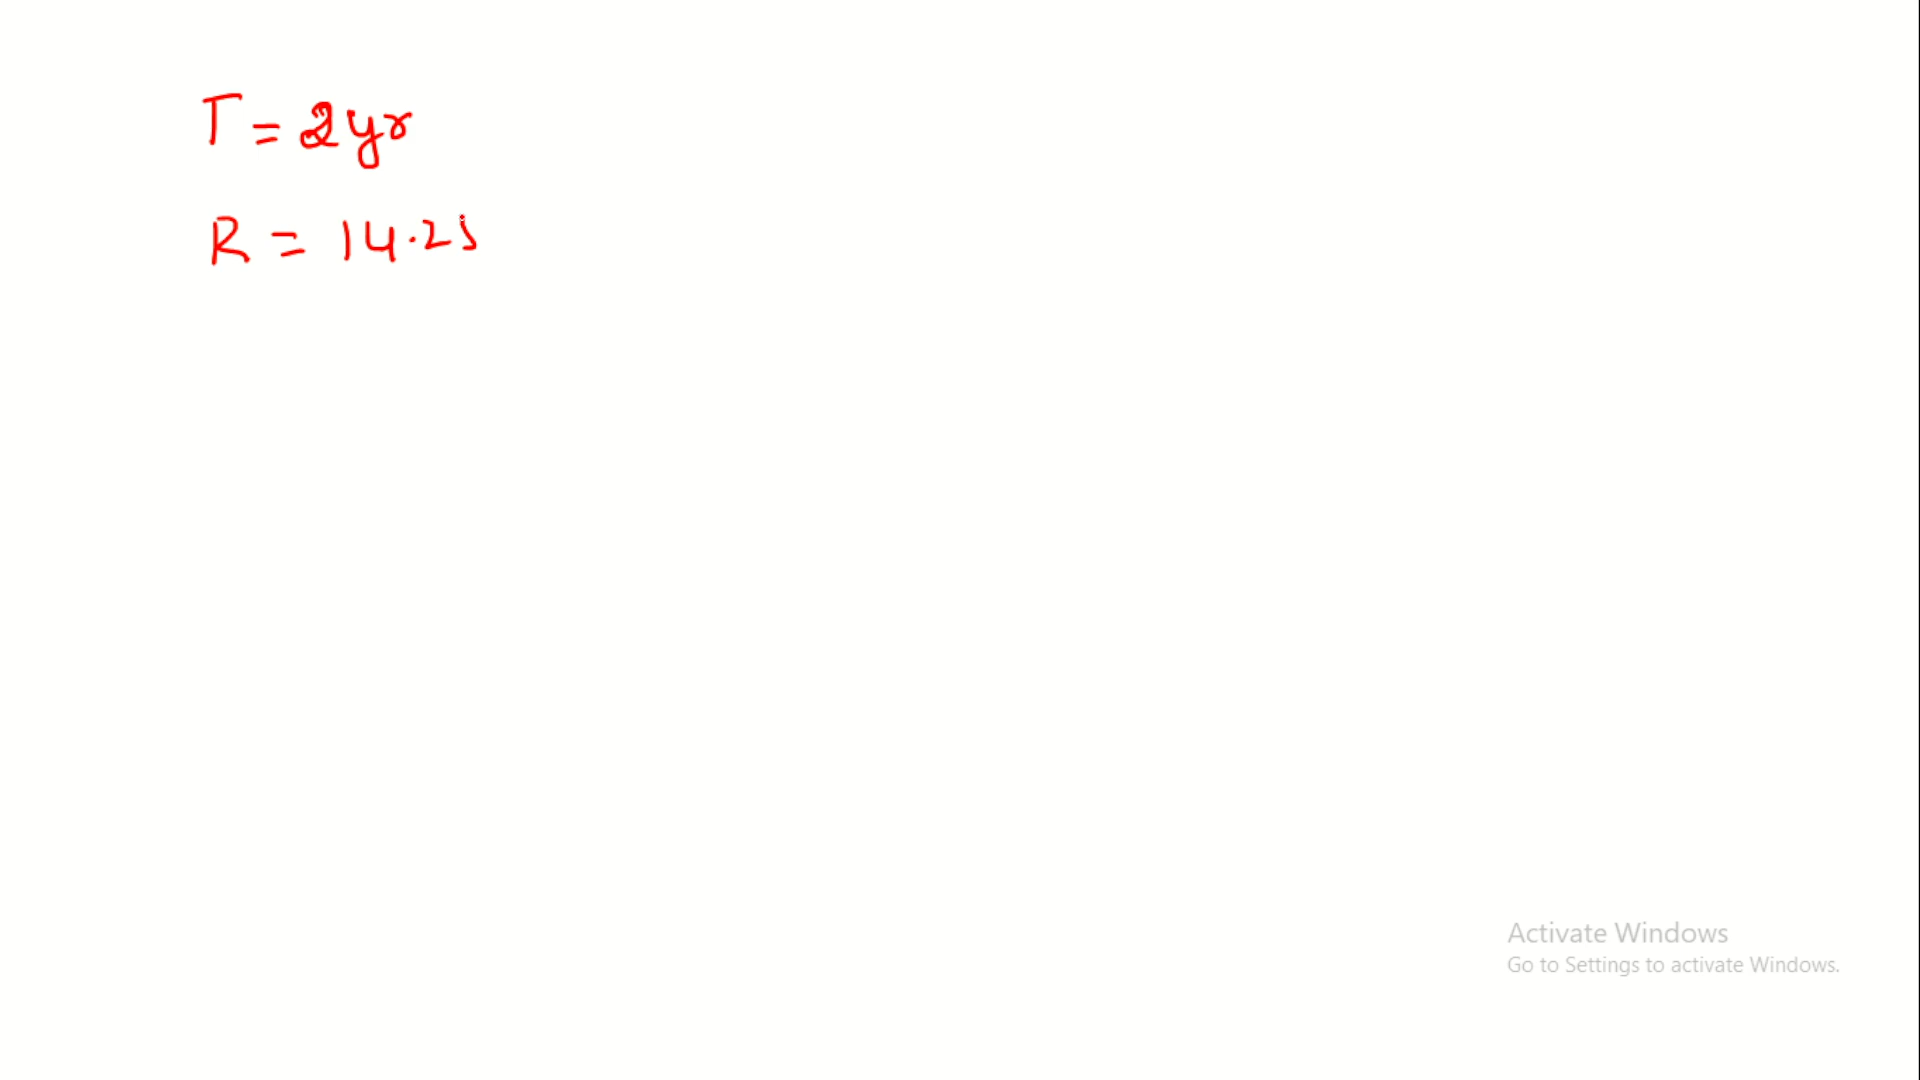 T = 2yr
R = 14.25
Activate Windows
Go to Settings to activate Windows.